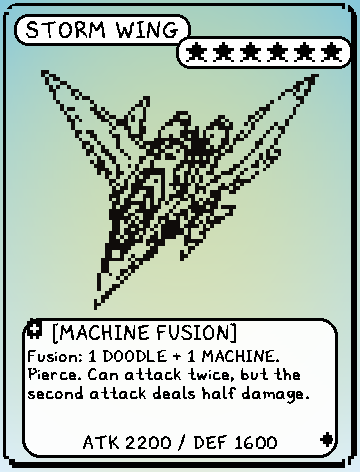 STORM WING
[MACHINE FUSION]
Fusion: 1 DOODLE + 1 MACHINE.
Pierce. Can attack twice, but the
second attack deals half damage.
ATK 2200 / DEF 1600